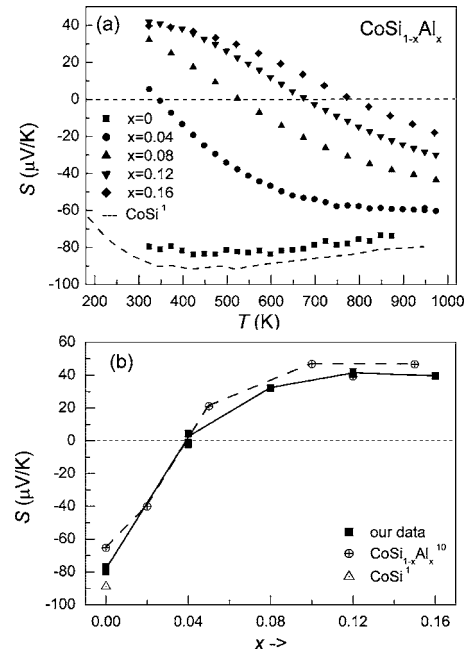 (a)
CoSi₁₋ₓAlₓ
S (μV/K)
40
20
0
-20
-40
-60
-80
-100
x=0
x=0.04
x=0.08
x=0.12
x=0.16
CoSi¹
200 300 400 500 600 700 800 900 1000
T (K)
(b)
S (μV/K)
60
40
20
0
-20
-40
-60
-80
-100
our data
CoSi₁₋ₓAlₓ¹⁰
CoSi¹
0.00 0.04 0.08 0.12 0.16
x ->